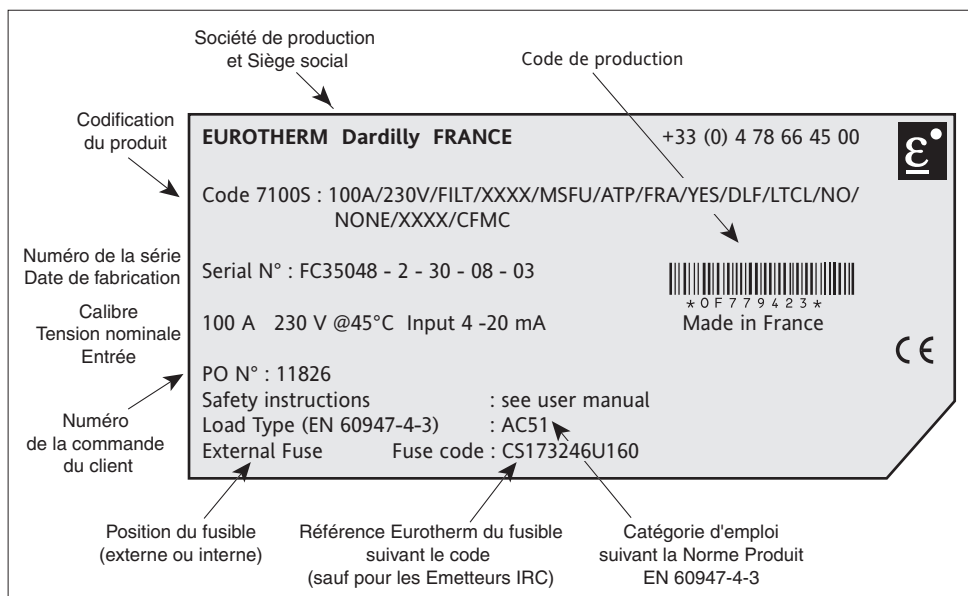 Société de production
et Siège social
Code de production
Codification
du produit
EUROTHERM Dardilly FRANCE
+33 (0) 4 78 66 45 00
ε
Code 7100S : 100A/230V/FILT/XXXX/MSFU/ATP/FRA/YES/DLF/LTCL/NO/
NONE/XXXX/CFMC
Numéro de la série
Date de fabrication
Serial N° : FC35048 - 2 - 30 - 08 - 03
*0F779423*
Made in France
Calibre
Tension nominale
Entrée
100 A 230 V @45°C Input 4 -20 mA
CE
PO N° : 11826
Safety instructions : see user manual
Load Type (EN 60947-4-3) : AC51
External Fuse Fuse code : CS173246U160
Numéro
de la commande
du client
Position du fusible
(externe ou interne)
Référence Eurotherm du fusible
suivant le code
(sauf pour les Emetteurs IRC)
Catégorie d'emploi
suivant la Norme Produit
EN 60947-4-3